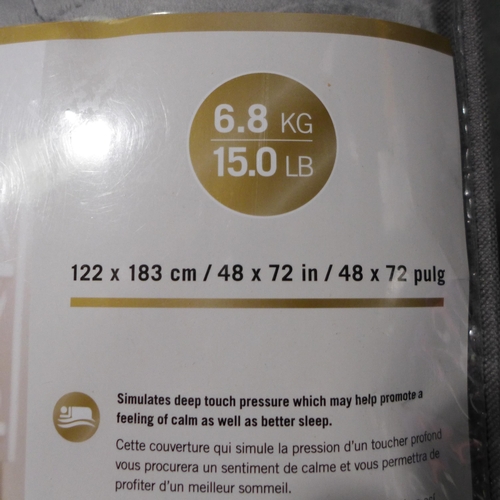 6.8 KG
15.0 LB
122 x 183 cm / 48 x 72 in / 48 x 72 pulg
Simulates deep touch pressure which may help promote a
feeling of calm as well as better sleep.
Cette couverture qui simule la pression d'un toucher profond
vous procurera un sentiment de calme et vous permettra de
profiter d'un meilleur sommeil.